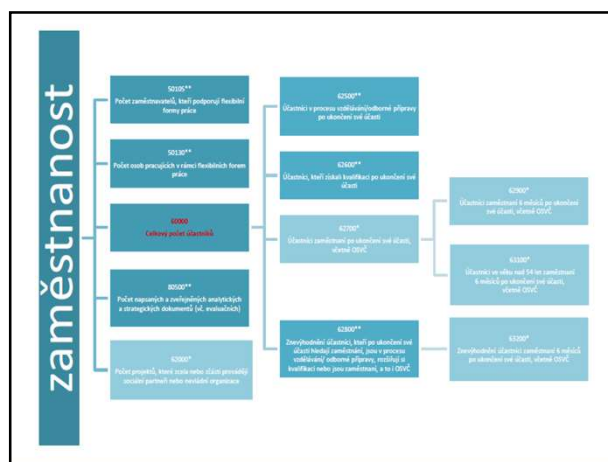 zaměstnanost
50105**
Počet zaměstnavatelů, kteří podporují flexibilní
formy práce
50130**
Počet osob pracujících v rámci flexibilních forem
práce
60000
Celkový počet účastníků
80500**
Počet napsaných a zveřejněných analytických
a strategických dokumentů (vč. evaluačních)
62000*
Počet projektů, které zcela nebo zčásti provádějí
sociální partneři nebo nevládní organizace
62500**
Účastníci v procesu vzdělávání/odborné přípravy
po ukončení své účasti
62600**
Účastníci, kteří získali kvalifikaci po ukončení své
účasti
62700*
Účastníci zaměstnaní po ukončení své účasti,
včetně OSVČ
62800**
Znevýhodnění účastníci, kteří po ukončení své
účasti hledají zaměstnání, jsou v procesu
vzdělávání/ odborné přípravy, rozšiřují si
kvalifikaci nebo jsou zaměstnaní, a to i OSVČ
62900*
Účastníci zaměstnaní 6 měsíců po ukončení
své účasti, včetně OSVČ
63100*
Účastníci ve věku nad 54 let zaměstnaní
6 měsíců po ukončení své účasti,
včetně OSVČ
63200*
Znevýhodnění účastníci zaměstnaní 6 měsíců
po ukončení své účasti, včetně OSVČ